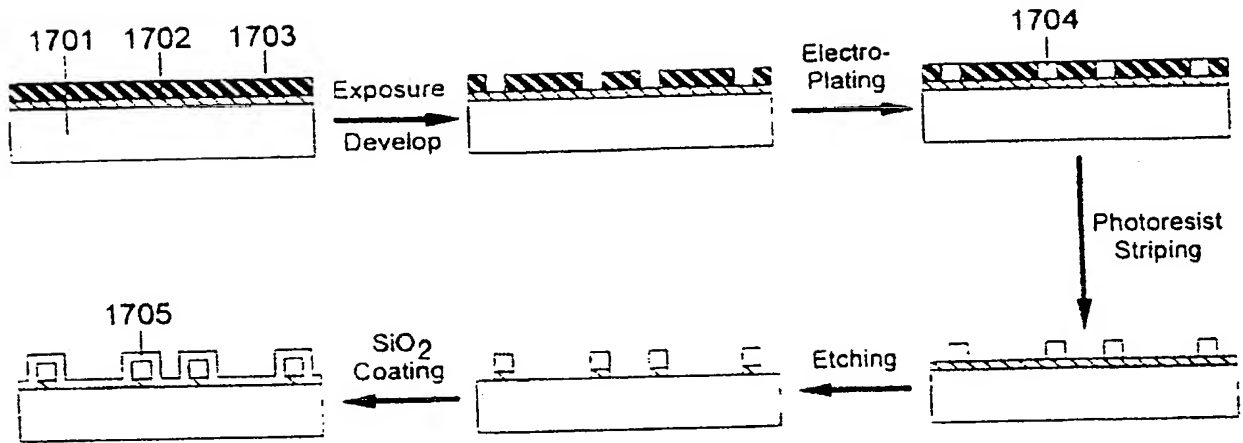 1701 1702 1703
Exposure
Develop
Electro-
Plating
1704
Photoresist
Striping
Etching
SiO2
Coating
1705